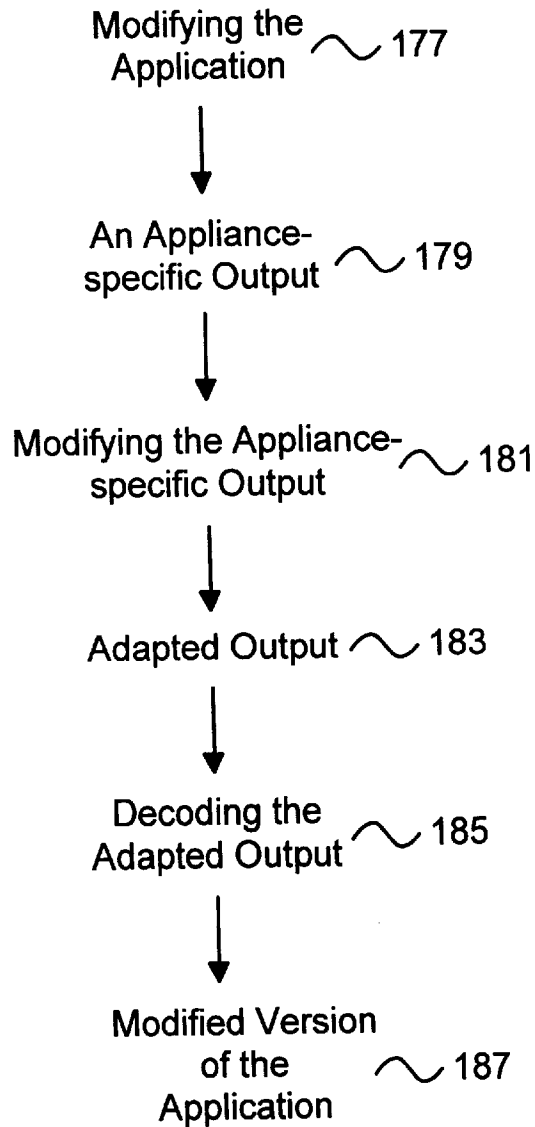 Modifying the
Application 177
An Appliance-
specific Output 179
Modifying the Appliance-
specific Output 181
Adapted Output 183
Decoding the
Adapted Output 185
Modified Version
of the 187
Application